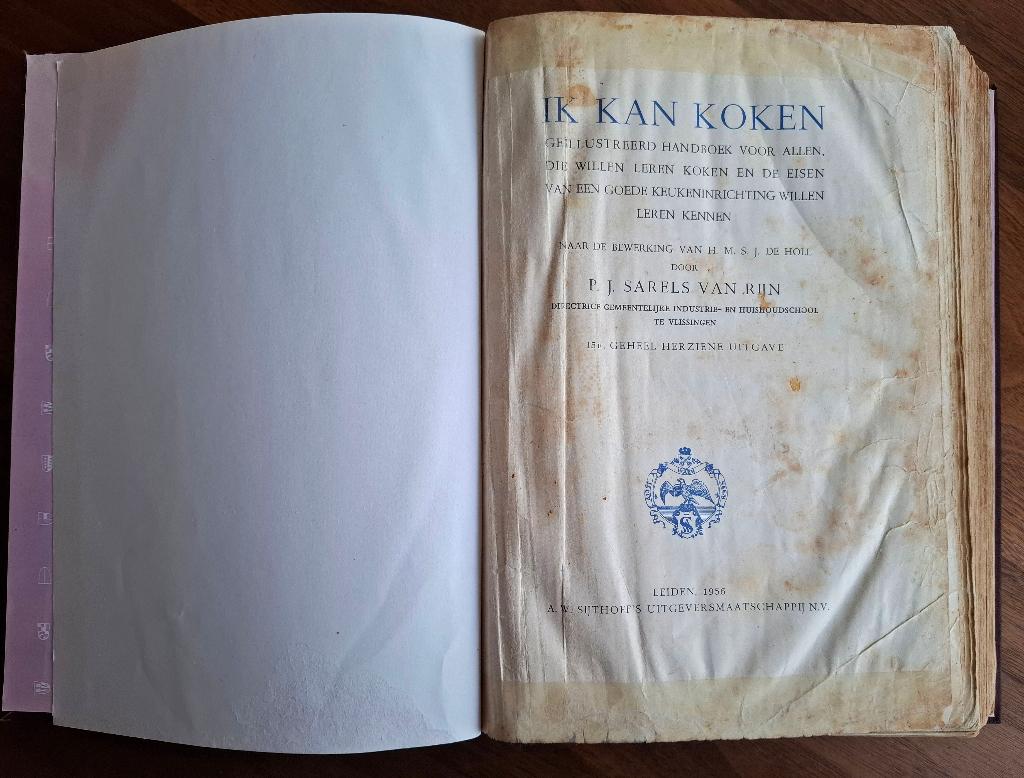 IK KAN KOKEN
GEÏLLUSTREERD HANDBOEK VOOR ALLEN,
DIE WILLEN LEREN KOKEN EN DE EISEN
VAN EEN GOEDE KEUKENINRICHTING WILLEN
LEREN KENNEN
NAAR DE BEWERKING VAN H. M. S. J. DE HOLL
DOOR
P. J. SARELS VAN RIJN
DIRECTRICE GEMEENTELIJKE INDUSTRIE- EN HUISHOUDSCHOOL
TE VLISSINGEN
15e, GEHEEL HERZIENE UITGAVE
LEIDEN, 1956
A. W. SIJTHOFF'S UITGEVERSMAATSCHAPPIJ N.V.